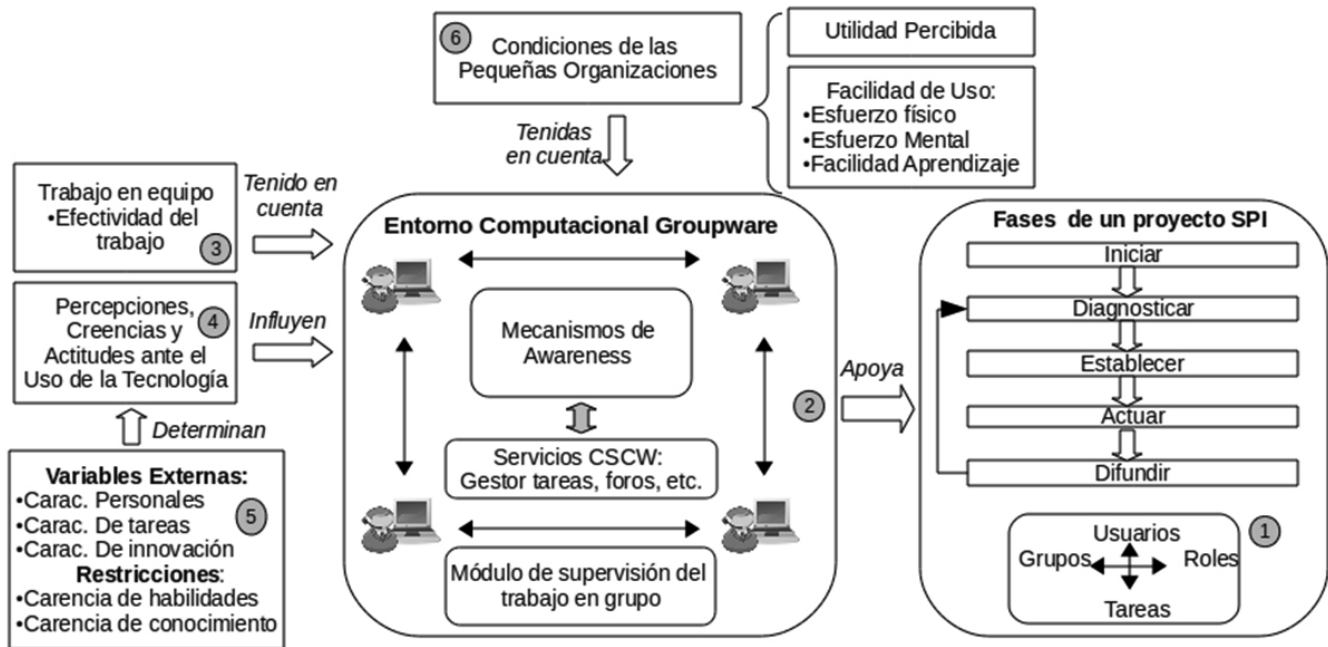 6
Condiciones de las
Pequeñas Organizaciones
Utilidad Percibida
Facilidad de Uso:
•Esfuerzo físico
•Esfuerzo Mental
•Facilidad Aprendizaje
Tenidas
en cuenta
Trabajo en equipo
•Efectividad del
trabajo
3
Tenido en
cuenta
Percepciones,
Creencias y
Actitudes ante el
Uso de la Tecnología
4
Influyen
Determinan
Variables Externas:
•Carac. Personales
•Carac. De tareas
•Carac. De innovación
Restricciones:
•Carencia de habilidades
•Carencia de conocimiento
5
Entorno Computacional Groupware
Mecanismos de
Awareness
Servicios CSCW:
Gestor tareas, foros, etc.
Módulo de supervisión del
trabajo en grupo
2
Apoya
Fases de un proyecto SPI
Iniciar
Diagnosticar
Establecer
Actuar
Difundir
1
Usuarios
Grupos
Roles
Tareas